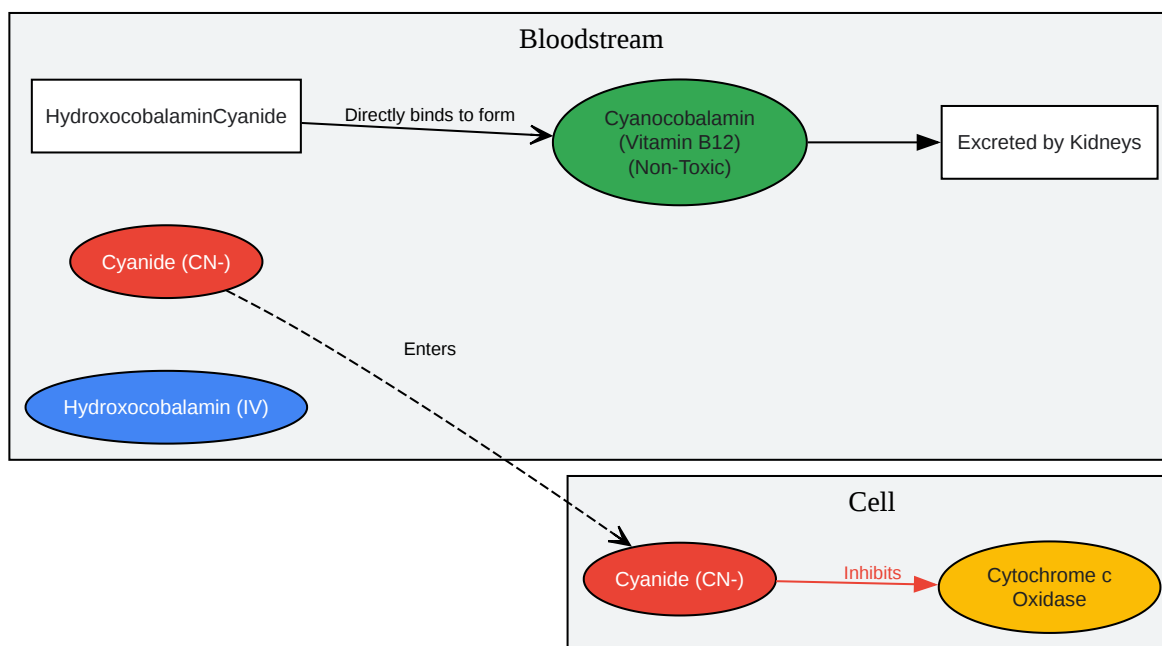 Bloodstream
HydroxocobalaminCyanide
Directly binds to form
Cyanocobalamin
(Vitamin B12)
(Non-Toxic)
Excreted by Kidneys
Cyanide (CN-)
Enters
Hydroxocobalamin (IV)
Cell
Cyanide (CN-)
Inhibits
Cytochrome c
Oxidase